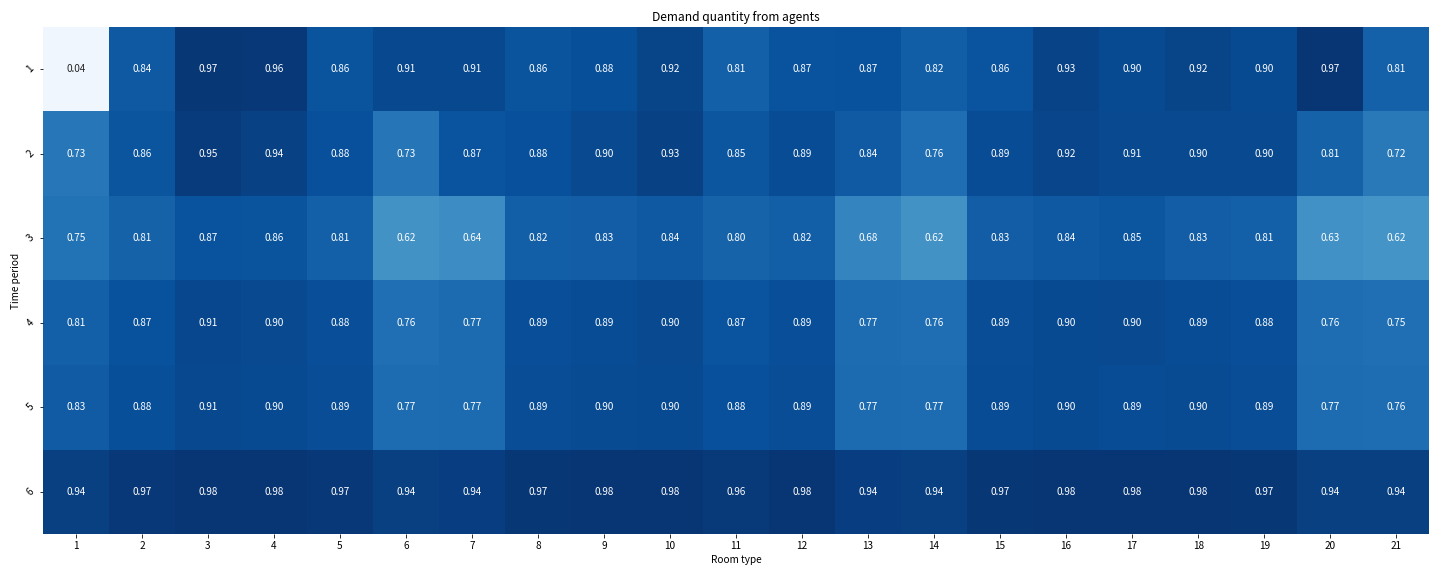 Demand quantity from agents
Time period
1 0.04 0.84 0.97 0.96 0.86 0.91 0.91 0.86 0.88 0.92 0.81 0.87 0.87 0.82 0.86 0.93 0.90 0.92 0.90 0.97 0.81
2 0.73 0.86 0.95 0.94 0.88 0.73 0.87 0.88 0.90 0.93 0.85 0.89 0.84 0.76 0.89 0.92 0.91 0.90 0.90 0.81 0.72
3 0.75 0.81 0.87 0.86 0.81 0.62 0.64 0.82 0.83 0.84 0.80 0.82 0.68 0.62 0.83 0.84 0.85 0.83 0.81 0.63 0.62
4 0.81 0.87 0.91 0.90 0.88 0.76 0.77 0.89 0.89 0.90 0.87 0.89 0.77 0.76 0.89 0.90 0.90 0.89 0.88 0.76 0.75
5 0.83 0.88 0.91 0.90 0.89 0.77 0.77 0.89 0.90 0.90 0.88 0.89 0.77 0.77 0.89 0.90 0.89 0.90 0.89 0.77 0.76
6 0.94 0.97 0.98 0.98 0.97 0.94 0.94 0.97 0.98 0.98 0.96 0.98 0.94 0.94 0.97 0.98 0.98 0.98 0.97 0.94 0.94
1 2 3 4 5 6 7 8 9 10 11 12 13 14 15 16 17 18 19 20 21
Room type